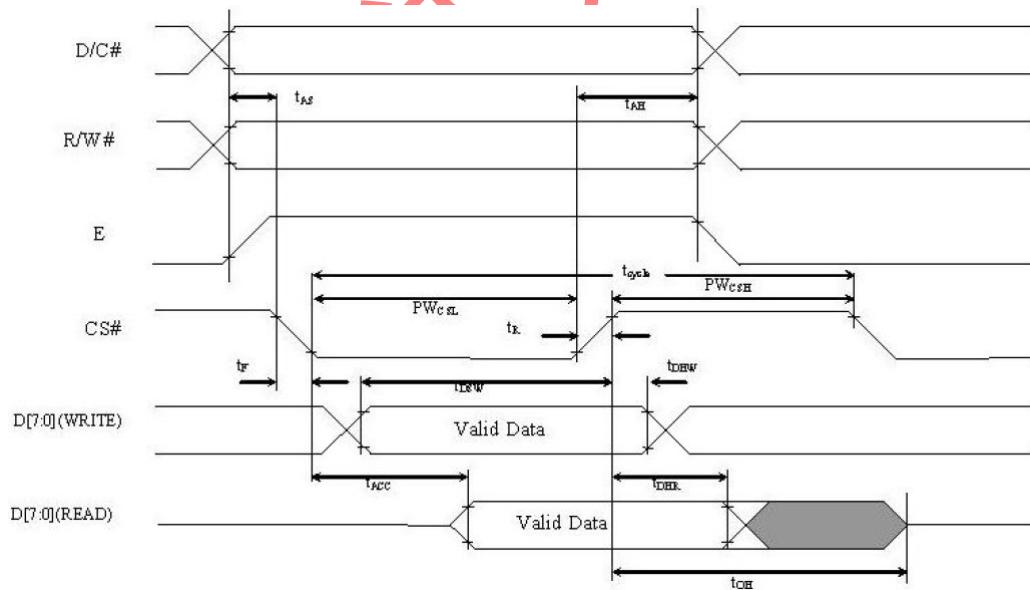 D/C#
tAS
tAH
R/W#
E
tcycle
PWCSL
PWCSH
CS#
tR
tF
tDSW
tDHW
D[7:0](WRITE)
Valid Data
tACC
tDHR
D[7:0](READ)
Valid Data
tOH